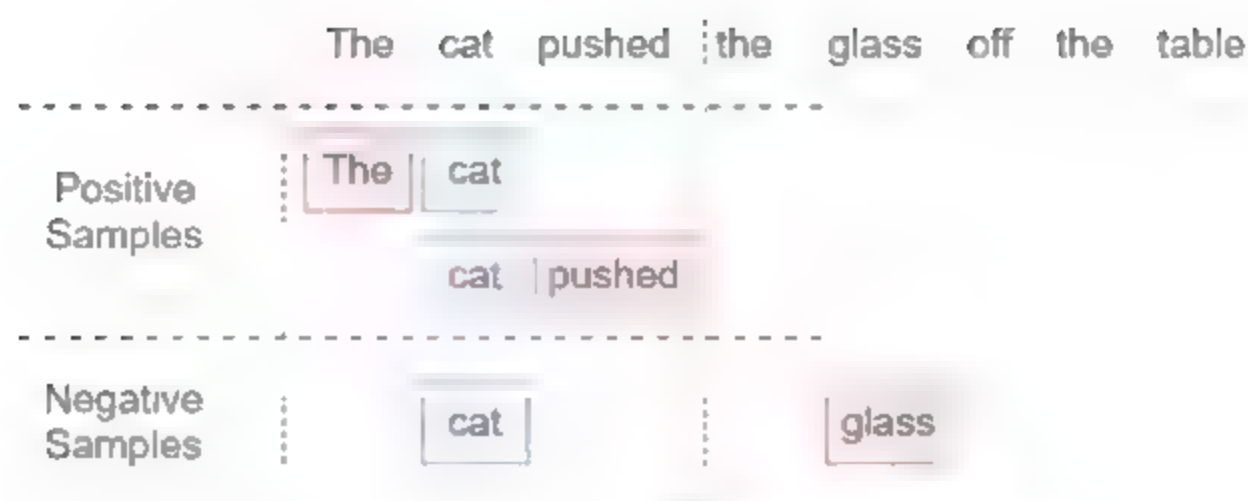 The cat pushed the glass off the table
Positive
Samples
The cat
cat pushed
Negative
Samples
cat glass